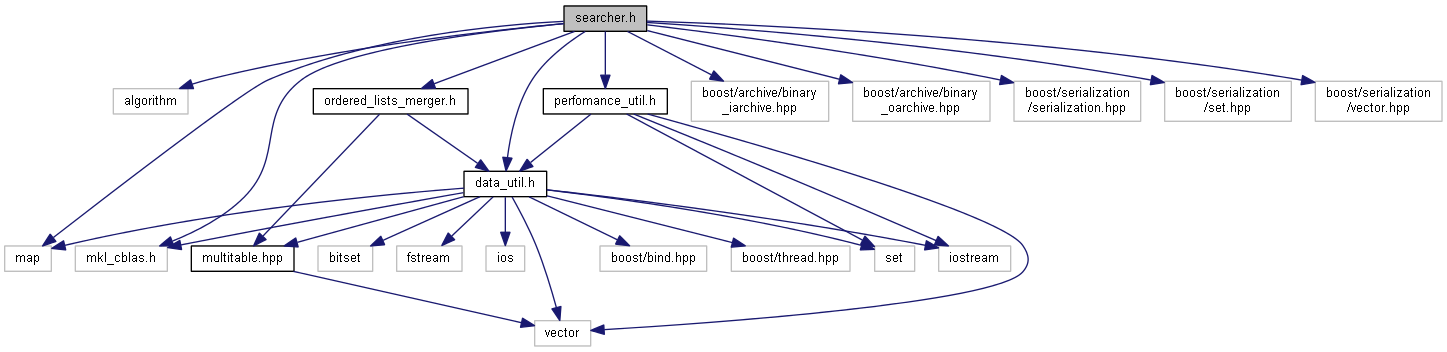 searcher.h
algorithm
ordered_lists_merger.h
perfomance_util.h
boost/archive/binary
_iarchive.hpp
boost/archive/binary
_oarchive.hpp
boost/serialization
/serialization.hpp
boost/serialization
/set.hpp
boost/serialization
/vector.hpp
data_util.h
map
mkl_cblas.h
multitable.hpp
bitset
fstream
ios
boost/bind.hpp
boost/thread.hpp
set
iostream
vector